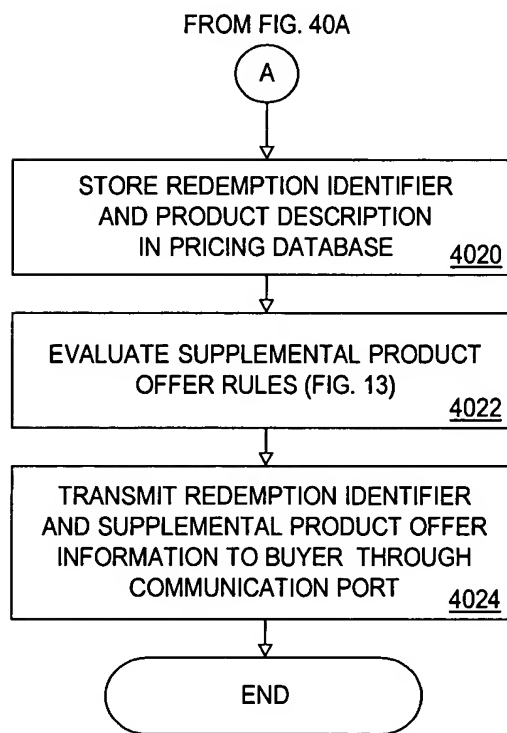 FROM FIG. 40A
A
STORE REDEMPTION IDENTIFIER
AND PRODUCT DESCRIPTION
IN PRICING DATABASE
4020
EVALUATE SUPPLEMENTAL PRODUCT
OFFER RULES (FIG. 13)
4022
TRANSMIT REDEMPTION IDENTIFIER
AND SUPPLEMENTAL PRODUCT OFFER
INFORMATION TO BUYER THROUGH
COMMUNICATION PORT
4024
END